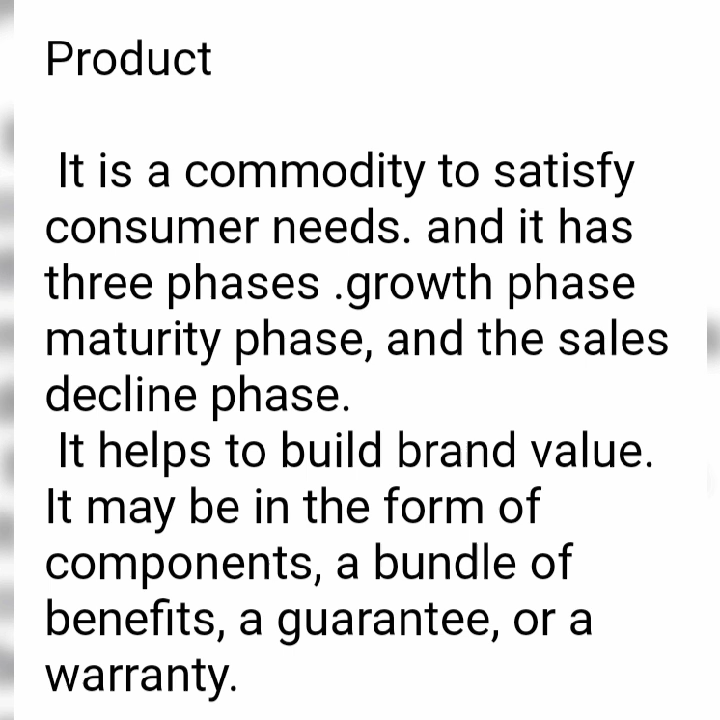 Product
It is a commodity to satisfy
consumer needs. and it has
three phases .growth phase
maturity phase, and the sales
decline phase.
It helps to build brand value.
It may be in the form of
components, a bundle of
benefits, a guarantee, or a
warranty.